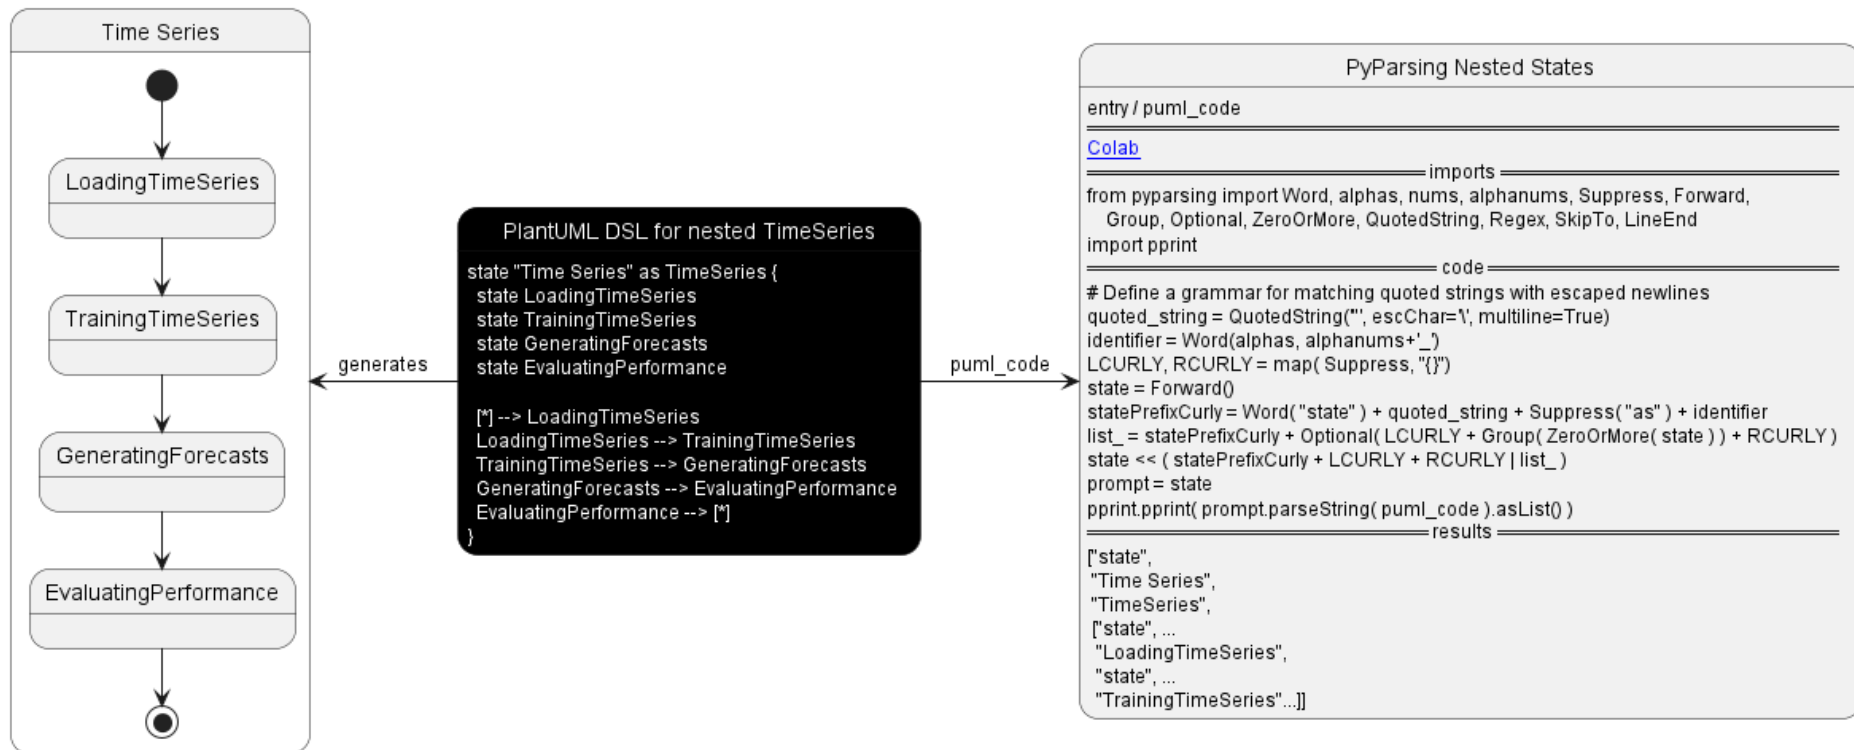 Time Series
LoadingTimeSeries
TrainingTimeSeries
GeneratingForecasts
EvaluatingPerformance
generates
PlantUML DSL for nested TimeSeries
state "Time Series" as TimeSeries {
  state LoadingTimeSeries
  state TrainingTimeSeries
  state GeneratingForecasts
  state EvaluatingPerformance
  [*] --> LoadingTimeSeries
  LoadingTimeSeries --> TrainingTimeSeries
  TrainingTimeSeries --> GeneratingForecasts
  GeneratingForecasts --> EvaluatingPerformance
  EvaluatingPerformance --> [*]
}
puml_code
PyParsing Nested States
entry / puml_code
Colab
imports
from pyparsing import Word, alphas, nums, alphanums, Suppress, Forward,
    Group, Optional, ZeroOrMore, QuotedString, Regex, SkipTo, LineEnd
import pprint
code
# Define a grammar for matching quoted strings with escaped newlines
quoted_string = QuotedString('"', escChar='\', multiline=True)
identifier = Word(alphas, alphanums+'_')
LCURLY, RCURLY = map( Suppress, "{}")
state = Forward()
statePrefixCurly = Word( "state" ) + quoted_string + Suppress( "as" ) + identifier
list_ = statePrefixCurly + Optional( LCURLY + Group( ZeroOrMore( state ) ) + RCURLY )
state << ( statePrefixCurly + LCURLY + RCURLY | list_ )
prompt = state
pprint.pprint( prompt.parseString( puml_code ).asList() )
results
["state",
 "Time Series",
 "TimeSeries",
 ["state", ...
  "LoadingTimeSeries",
  "state", ...
  "TrainingTimeSeries"...]]